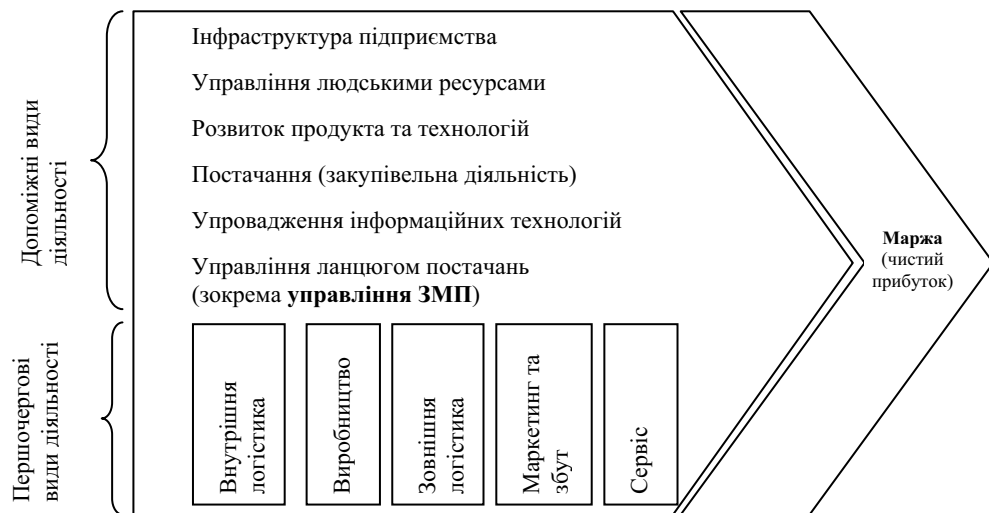 Допоміжні види
діяльності
Інфраструктура підприємства
Управління людськими ресурсами
Розвиток продукта та технологій
Постачання (закупівельна діяльність)
Упровадження інформаційних технологій
Управління ланцюгом постачань
(зокрема управління ЗМП)
Маржа
(чистий
прибуток)
Першочергові
види діяльності
Внутрішня
логістика
Виробництво
Зовнішня
логістика
Маркетинг та
збут
Сервіс